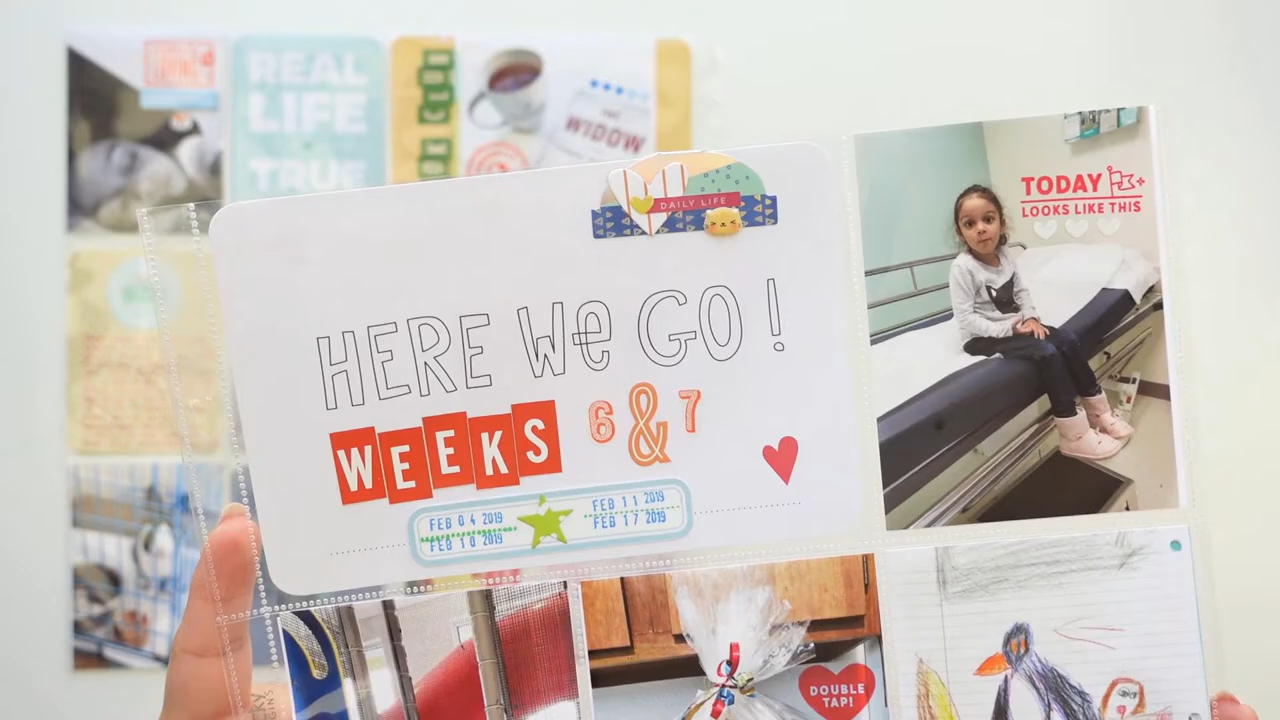 REAL
LIFE
TRUE
THE
WIDOW
DAILY LIFE
TODAY
LOOKS LIKE THIS
HERE We GO!
WEEKS 6 & 7
FEB 04 2019 FEB 11 2019
FEB 10 2019 FEB 17 2019
DOUBLE
TAP!